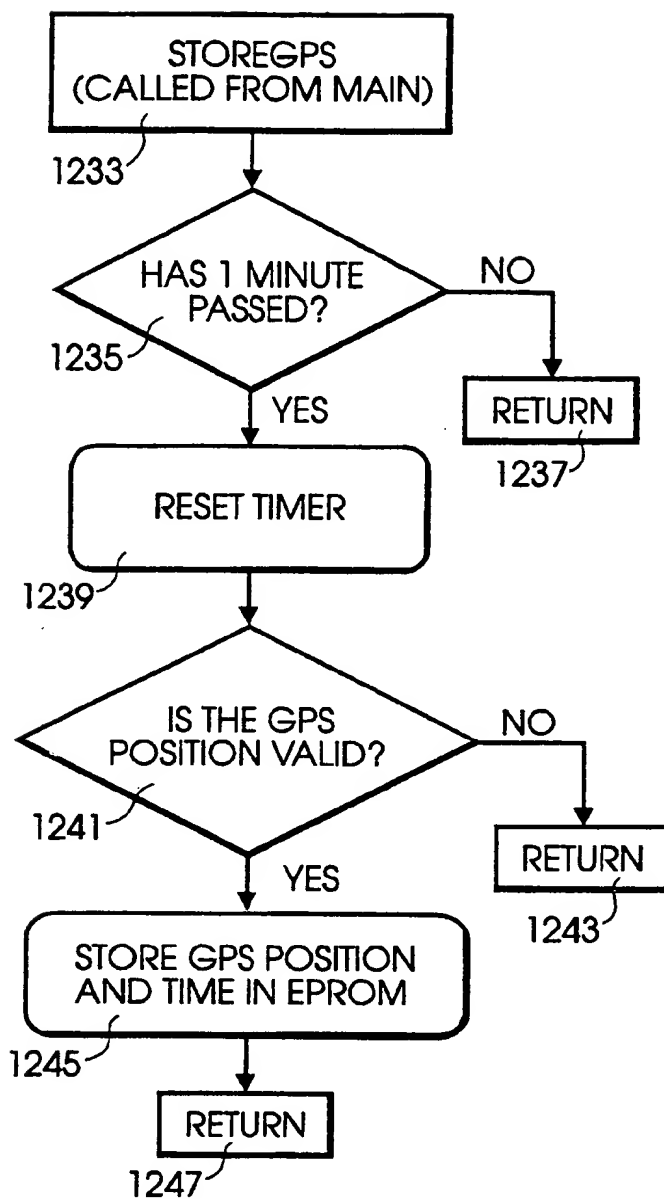 STOREGPS
(CALLED FROM MAIN)
1233
HAS 1 MINUTE
PASSED?
NO
1235
YES
RETURN
1237
RESET TIMER
1239
IS THE GPS
POSITION VALID?
NO
1241
YES
RETURN
1243
STORE GPS POSITION
AND TIME IN EPROM
1245
RETURN
1247